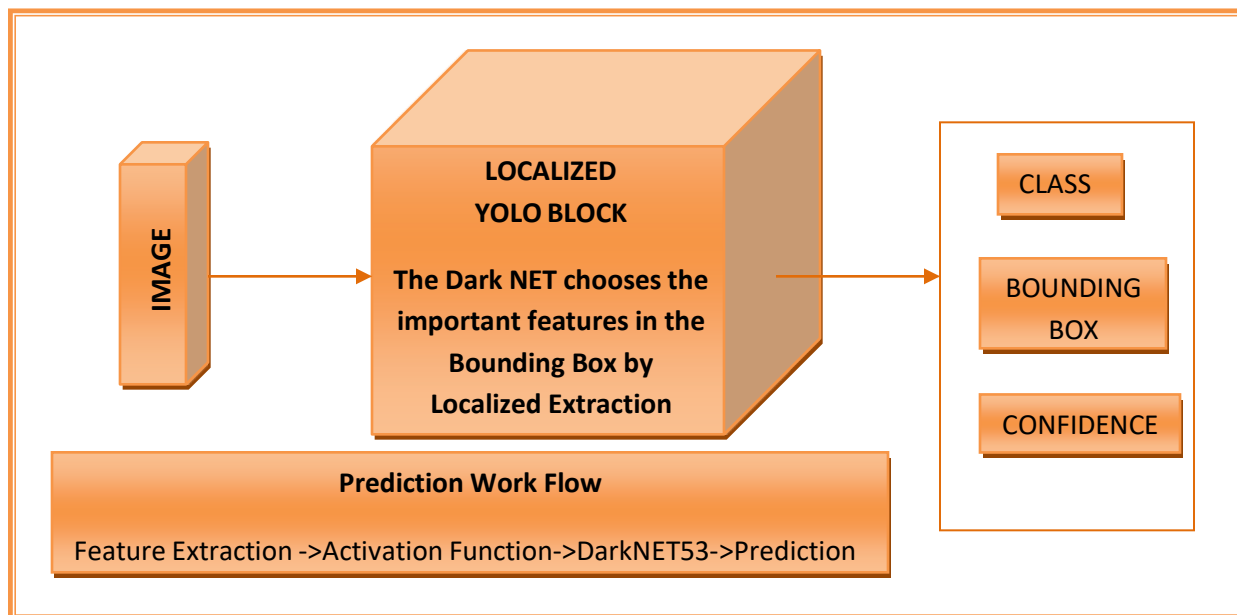 IMAGE
LOCALIZED
YOLO BLOCK
The Dark NET chooses the
important features in the
Bounding Box by
Localized Extraction
CLASS
BOUNDING
BOX
CONFIDENCE
Prediction Work Flow
Feature Extraction ->Activation Function->DarkNET53->Prediction